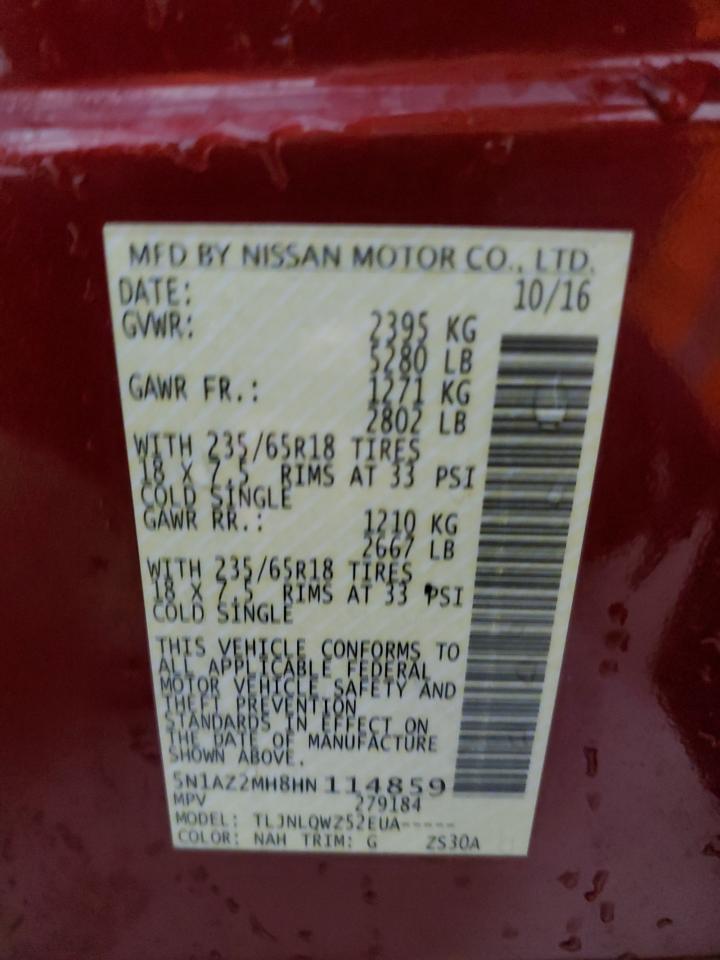 MFD BY NISSAN MOTOR CO., LTD.
DATE: 10/16
GVWR: 2395 KG
5280 LB
GAWR FR.: 1271 KG
2802 LB
WITH 235/65R18 TIRES
18 X 7.5 RIMS AT 33 PSI
COLD SINGLE
GAWR RR.: 1210 KG
2667 LB
WITH 235/65R18 TIRES
18 X 7.5 RIMS AT 33 PSI
COLD SINGLE
THIS VEHICLE CONFORMS TO
ALL APPLICABLE FEDERAL
MOTOR VEHICLE SAFETY AND
THEFT PREVENTION
STANDARDS IN EFFECT ON
THE DATE OF MANUFACTURE
SHOWN ABOVE.
5N1AZ2MH8HN114859
MPV 279184
MODEL: TLJNLQWZ52EUA-----
COLOR: NAH TRIM: G ZS30A